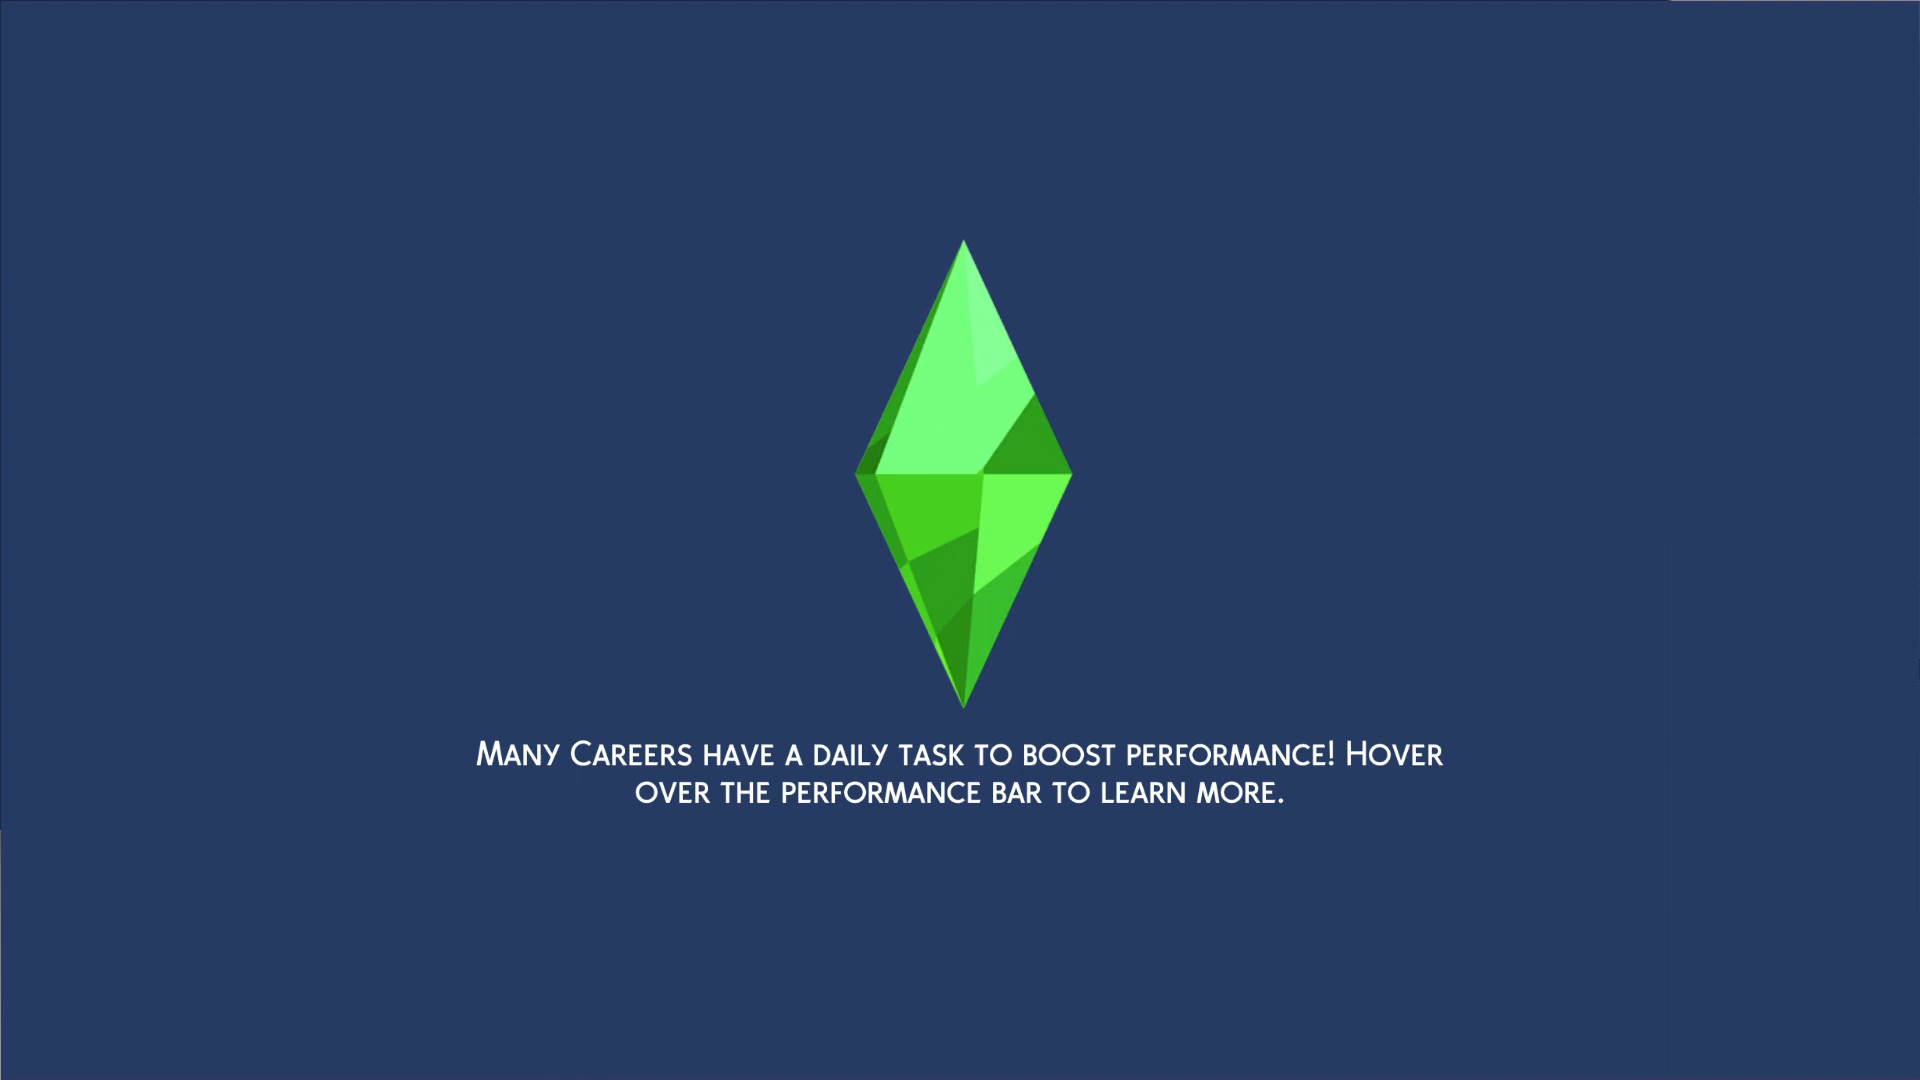 Many Careers have a daily task to boost performance! Hover
over the performance bar to learn more.